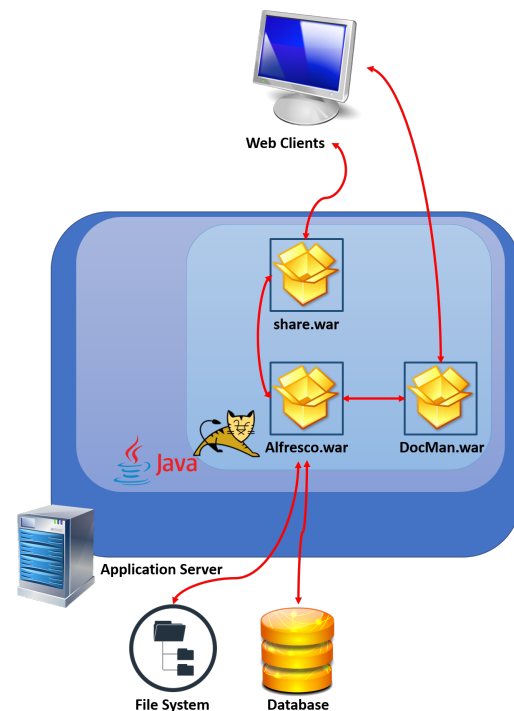 Web Clients
share.war
Alfresco.war
DocMan.war
Java
Application Server
File System
Database